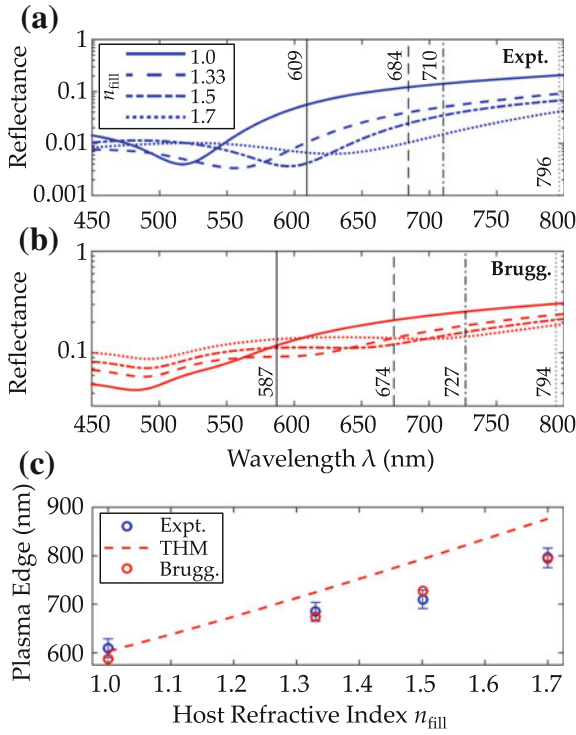 (a)
Reflectance
1
0.1
0.01
0.001
n_fill
1.0
1.33
1.5
1.7
609
684
710
796
Expt.
450 500 550 600 650 700 750 800
(b)
Reflectance
1
0.1
587
674
727
794
Brugg.
450 500 550 600 650 700 750 800
Wavelength λ (nm)
(c)
Plasma Edge (nm)
900
800
700
600
Expt.
THM
Brugg.
1.0 1.1 1.2 1.3 1.4 1.5 1.6 1.7
Host Refractive Index n_fill